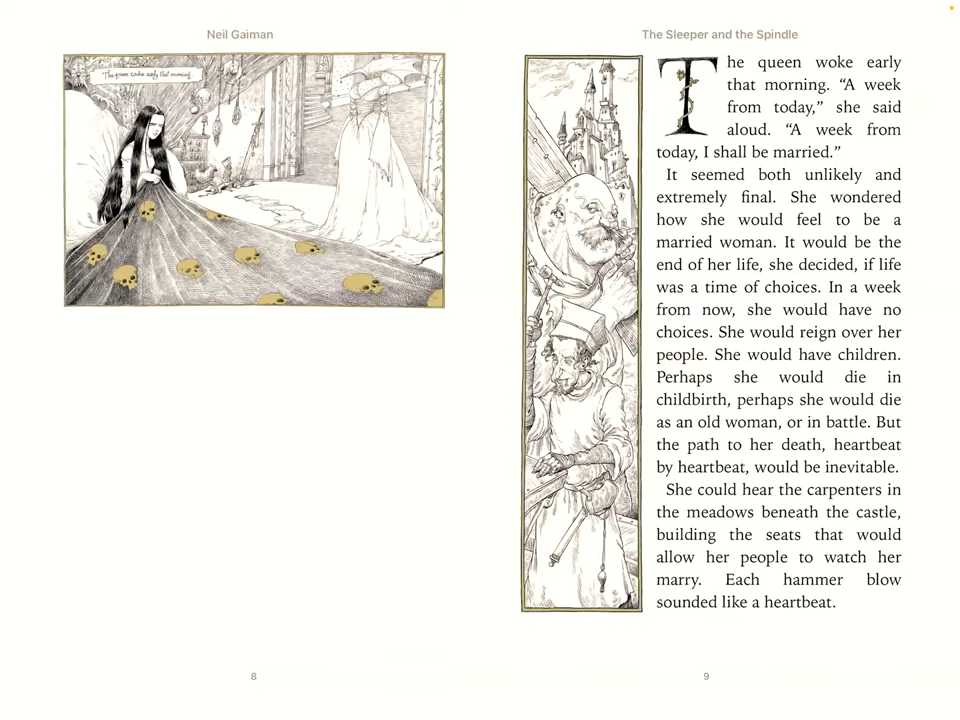 Neil Gaiman
The queen woke early that morning.
8
The Sleeper and the Spindle
The queen woke early
that morning. “A week
from today,” she said
aloud. “A week from
today, I shall be married.”
It seemed both unlikely and
extremely final. She wondered
how she would feel to be a
married woman. It would be the
end of her life, she decided, if life
was a time of choices. In a week
from now, she would have no
choices. She would reign over her
people. She would have children.
Perhaps she would die in
childbirth, perhaps she would die
as an old woman, or in battle. But
the path to her death, heartbeat
by heartbeat, would be inevitable.
She could hear the carpenters in
the meadows beneath the castle,
building the seats that would
allow her people to watch her
marry. Each hammer blow
sounded like a heartbeat.
9